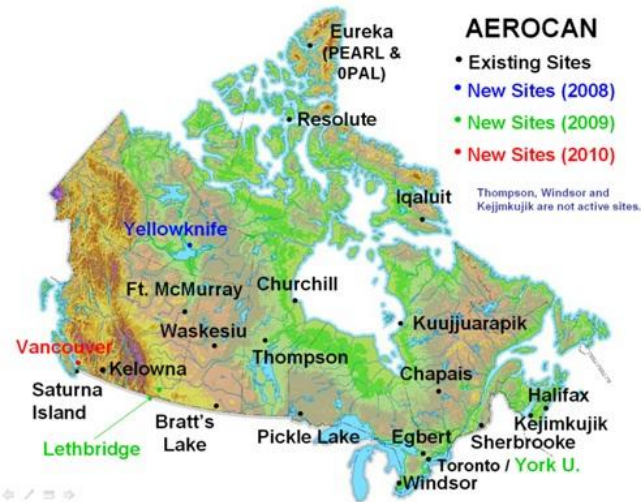 AEROCAN
• Existing Sites
• New Sites (2008)
• New Sites (2009)
• New Sites (2010)
Thompson, Windsor and
Kejjmkujik are not active sites.
Eureka
(PEARL &
0PAL)
Resolute
Iqaluit
Yellowknife
Ft. McMurray
Churchill
Waskesiu
Kuujjuarapik
Vancouver
Kelowna
Thompson
Saturna
Island
Chapais
Halifax
Lethbridge
Bratt's
Lake
Pickle Lake
Egbert
Kejimkujik
Sherbrooke
Toronto / York U.
Windsor